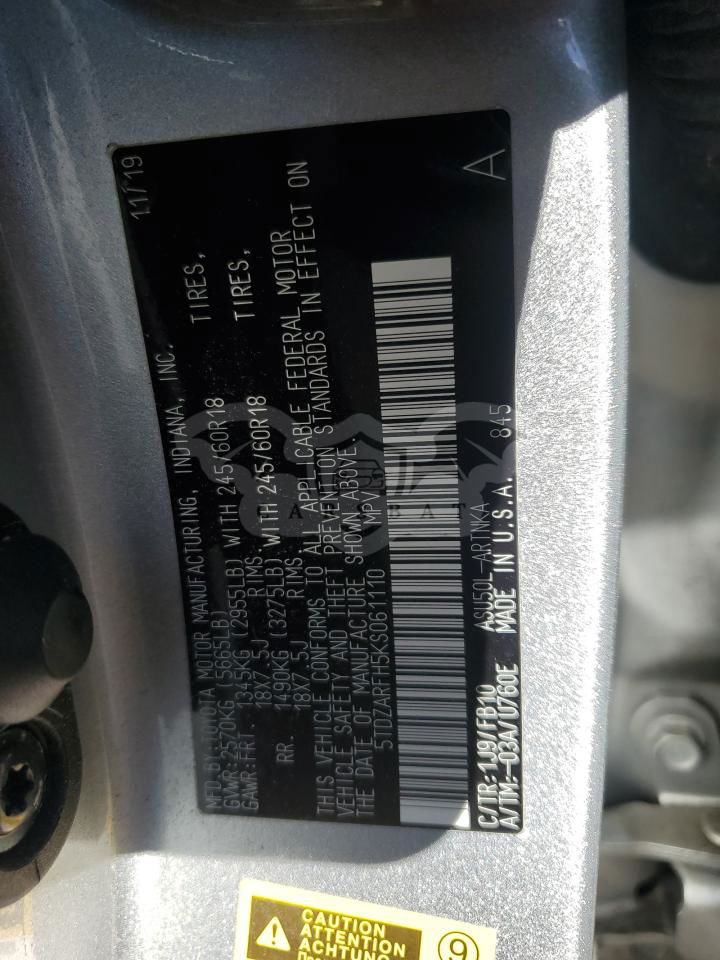 MFD.BY:TOYOTA MOTOR MANUFACTURING, INDIANA, INC. 11/19
GVWR:2570KG (5665LB)
GAWR:FRT 1345KG (2955LB) WITH 245/60R18 TIRES,
18X7.5J RIMS,
RR. 1490KG (3275LB) WITH 245/60R18 TIRES,
18X7.5J RIMS,
THIS VEHICLE CONFORMS TO ALL APPLICABLE FEDERAL MOTOR
VEHICLE SAFETY AND THEFT PREVENTION STANDARDS IN EFFECT ON
THE DATE OF MANUFACTURE SHOWN ABOVE.
5TDZARFH5KS061110 MPV
C/TR:1J9/FB10 ASU50L-ARTNKA 845 A
A/TM:-03A/U760E MADE IN U.S.A.
CAUTION
ATTENTION
ACHTUNG
9